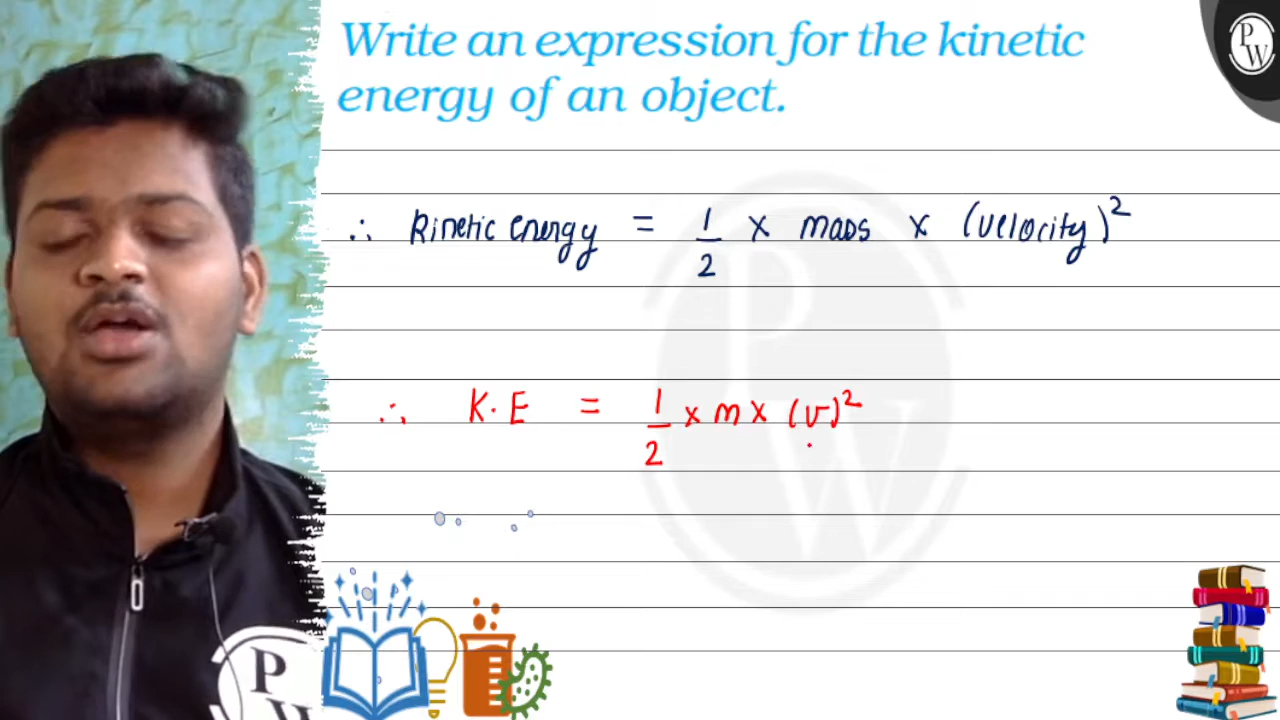 Write an expression for the kinetic
energy of an object.
P
W
∴ Kinetic energy = 1/2 × mass × (velocity)²
∴ K.E = 1/2 × m × (v)²
P
W
P
W